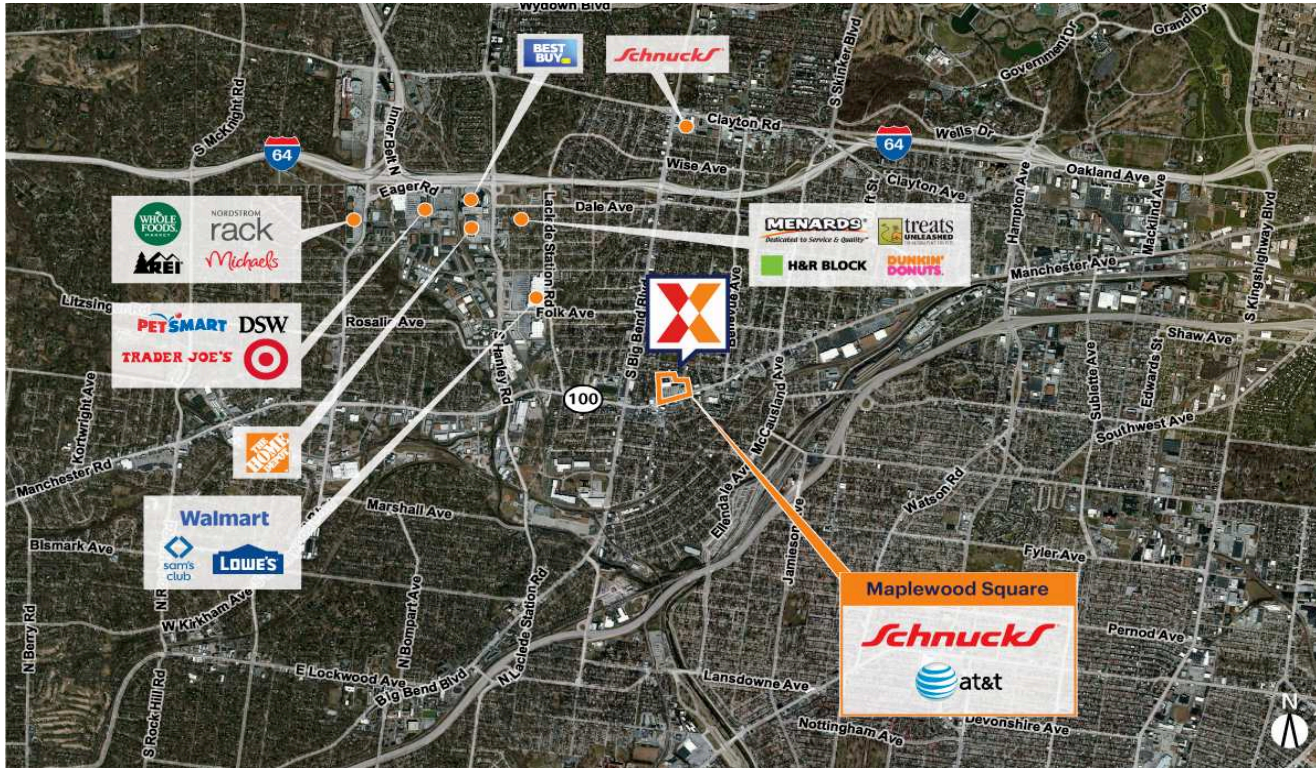 Wydown Blvd
Grand Dr
Government Dr
S Skinker Blvd
BEST
BUY
Schnucks
S McKnight Rd
Inner Belt N
Clayton Rd
64
64
Wells Dr
Wise Ave
Oakland Ave
Eager Rd
Clayton Ave
Hampton Ave
Mackland Ave
S Kingshighway Blvd
WHOLE
FOODS
MARKET
NORDSTROM
rack
REI
Michaels
Laclede Station Rd
Dale Ave
MENARDS®
Dedicated to Service & Quality®
treats
UNLEASHED
H&R BLOCK
DUNKIN'
DONUTS.
Manchester Ave
Litzsing
PETSMART
DSW
TRADER JOE'S
Rosalie Ave
Folk Ave
S Hanley Rd
S Big Bend Blvd
Bellevue Ave
Shaw Ave
Sublette Ave
Edwards St
100
McCausland Ave
Southwest Ave
N Kortwright Ave
Manchester Rd
THE
HOME
DEPOT
Watson Rd
Marshall Ave
Ellendale Ave
Jamieson Ave
Walmart
sam's
club
LOWE'S
Bismark Ave
Fyler Ave
Maplewood Square
Schnucks
at&t
N Berry Rd
W Kirkham Ave
N Bompart Ave
N Laclede Station Rd
Pernod Ave
E Lockwood Ave
Big Bend Blvd
Lansdowne Ave
S Rock Hill Rd
Nottingham Ave
Devonshire Ave
N